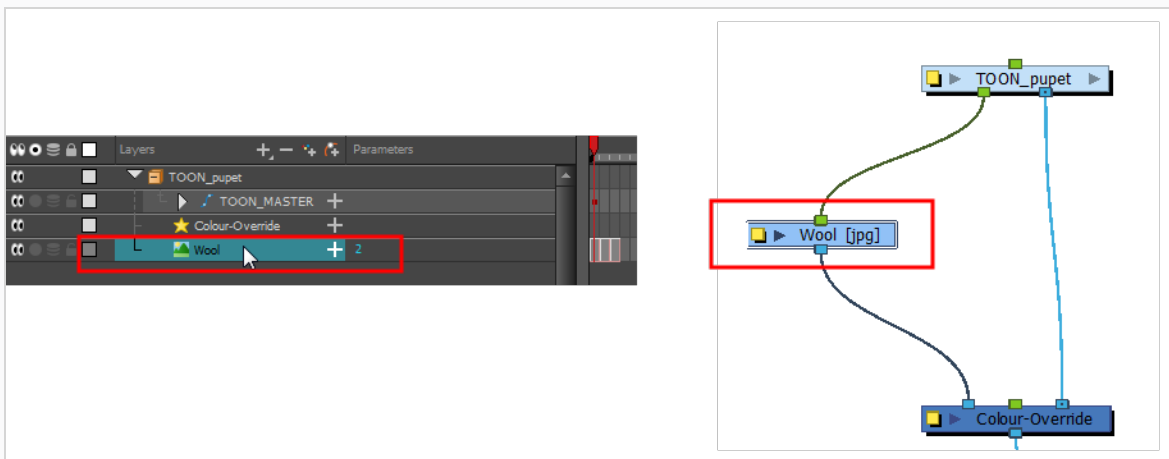 Layers Parameters
TOON_pupet
TOON_MASTER
Colour-Override
Wool 2
TOON_pupet
Wool [jpg]
Colour-Override